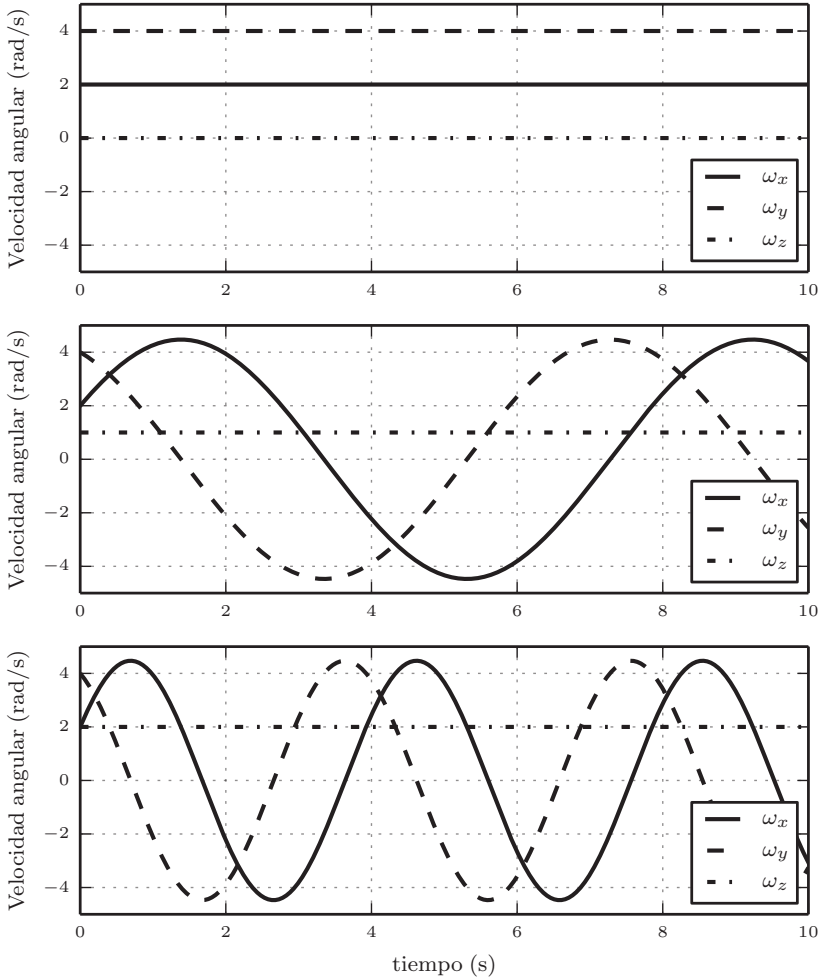 Velocidad angular (rad/s)
4
2
0
−2
−4
ωx
ωy
ωz
0 2 4 6 8 10
Velocidad angular (rad/s)
4
2
0
−2
−4
ωx
ωy
ωz
0 2 4 6 8 10
Velocidad angular (rad/s)
4
2
0
−2
−4
ωx
ωy
ωz
0 2 4 6 8 10
tiempo (s)